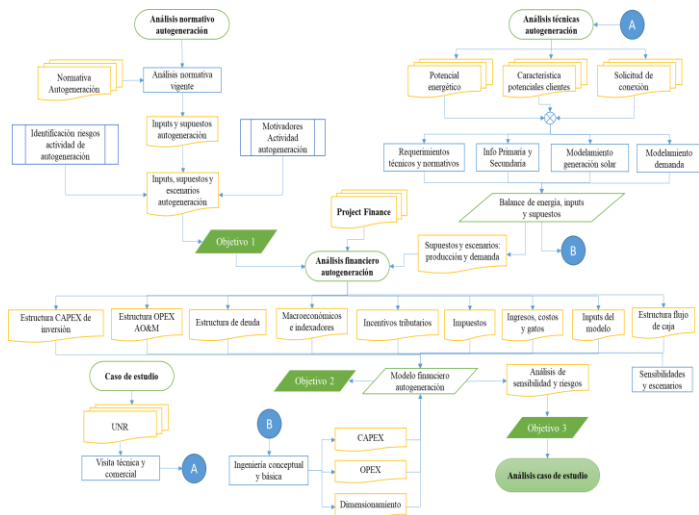 Análisis normativo
autogeneración
Análisis técnicas
autogeneración
A
Normativa
Autogeneración
Análisis normativa
vigente
Potencial
energético
Característica
potenciales clientes
Solicitud de
conexión
Identificación riesgos
actividad de
autogeneración
Inputs y supuestos
autogeneración
Motivadores
Actividad
autogeneración
Requerimientos
técnicos y normativos
Info Primaria y
Secundaria
Modelamiento
generación solar
Modelamiento
demanda
Inputs, supuestos y
escenarios
autogeneración
Project Finance
Balance de energía, inputs
y supuestos
Objetivo 1
Análisis financiero
autogeneración
Supuestos y escenarios:
producción y demanda
B
Estructura CAPEX de
inversión
Estructura OPEX
AO&M
Estructura de deuda
Macroeconómicos
e indexadores
Incentivos tributarios
Impuestos
Ingresos, costos
y gatos
Inputs del
modelo
Estructura flujo
de caja
Caso de estudio
Objetivo 2
Modelo financiero
autogeneración
Análisis de
sensibilidad y riesgos
Sensibilidades
y escenarios
UNR
B
CAPEX
Objetivo 3
Visita técnica y
comercial
A
Ingeniería conceptual
y básica
OPEX
Dimensionamiento
Análisis caso de estudio